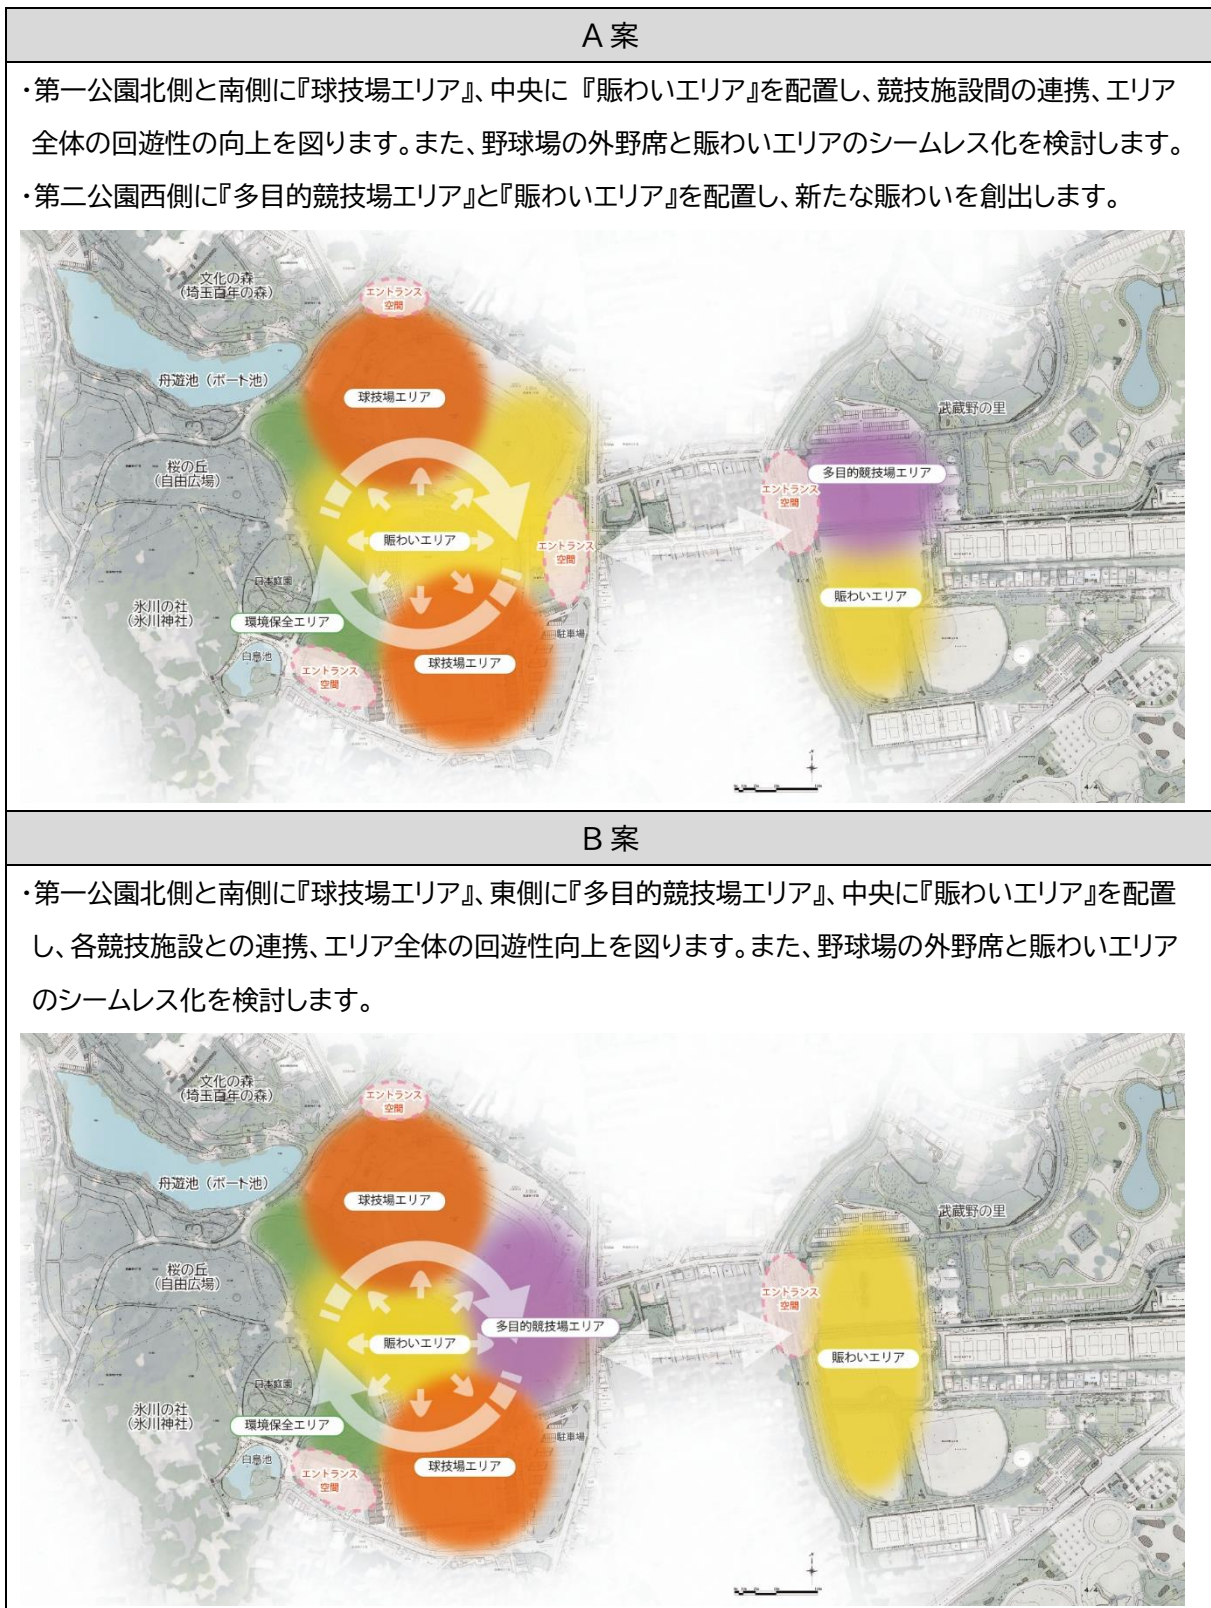 A案
・第一公園北側と南側に『球技場エリア』、中央に 『賑わいエリア』を配置し、競技施設間の連携、エリア
全体の回遊性の向上を図ります。また、野球場の外野席と賑わいエリアのシームレス化を検討します。
・第二公園西側に『多目的競技場エリア』と『賑わいエリア』を配置し、新たな賑わいを創出します。
文化の森
(埼玉百年の森)
エントランス
空間
舟遊池 (ボート池)
球技場エリア
武蔵野の里
桜の丘
(自由広場)
多目的競技場エリア
エントランス
空間
賑わいエリア
エントランス
空間
日本庭園
賑わいエリア
氷川の社
(氷川神社)
環境保全エリア
駐車場
白鳥池
球技場エリア
エントランス
空間
B案
・第一公園北側と南側に『球技場エリア』、東側に『多目的競技場エリア』、中央に『賑わいエリア』を配置
し、各競技施設との連携、エリア全体の回遊性向上を図ります。また、野球場の外野席と賑わいエリア
のシームレス化を検討します。
文化の森
(埼玉百年の森)
エントランス
空間
舟遊池 (ボート池)
球技場エリア
武蔵野の里
桜の丘
(自由広場)
エントランス
空間
多目的競技場エリア
賑わいエリア
賑わいエリア
日本庭園
氷川の社
(氷川神社)
環境保全エリア
駐車場
白鳥池
球技場エリア
エントランス
空間